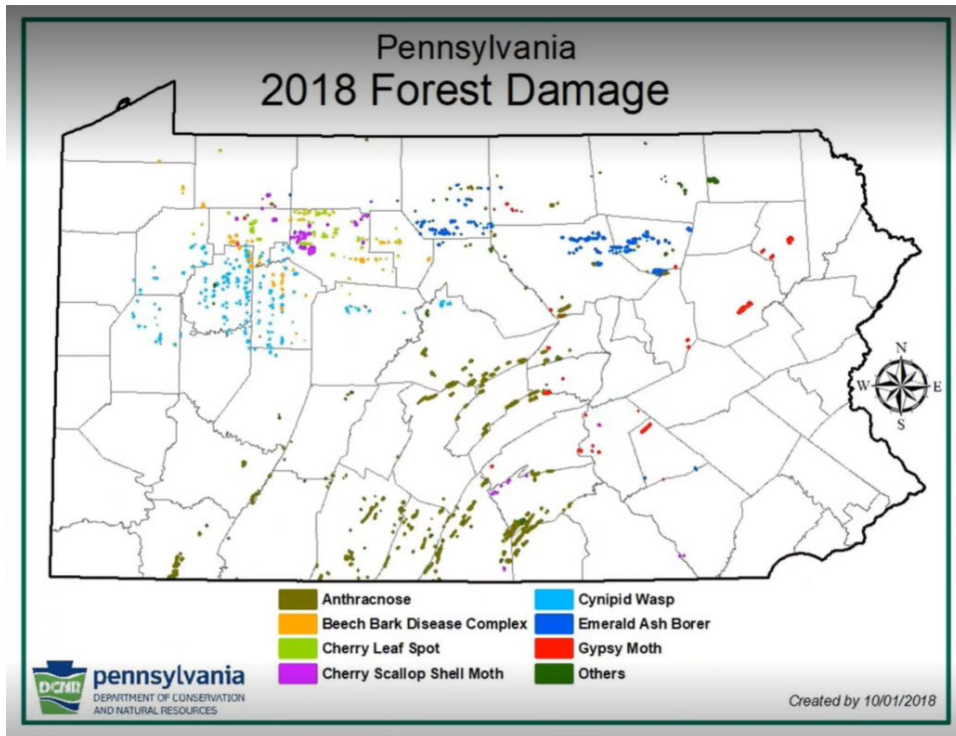 Pennsylvania
2018 Forest Damage
N
W E
S
Anthracnose
Beech Bark Disease Complex
Cherry Leaf Spot
Cherry Scallop Shell Moth
Cynipid Wasp
Emerald Ash Borer
Gypsy Moth
Others
DCNR
pennsylvania
DEPARTMENT OF CONSERVATION
AND NATURAL RESOURCES
Created by 10/01/2018